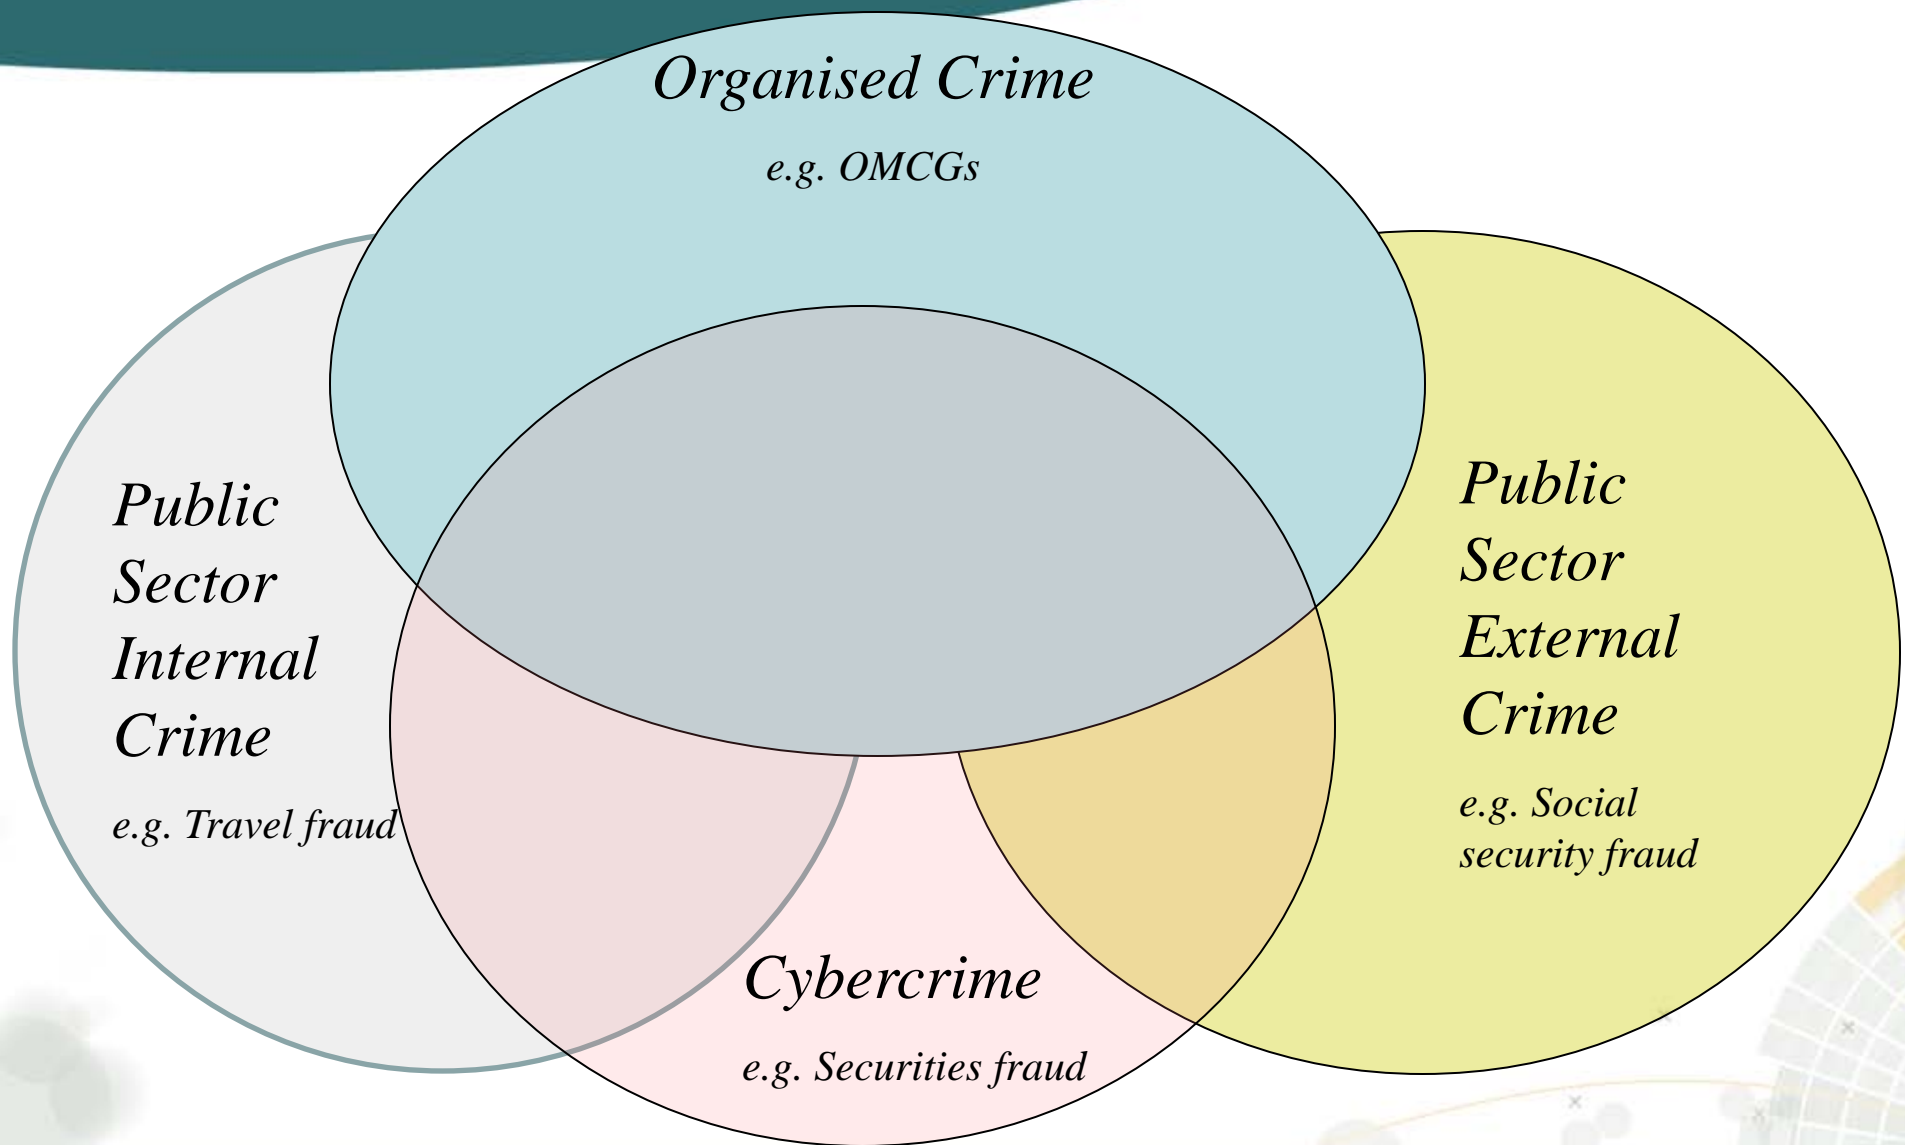 Organised Crime
e.g. OMCGs
Public
Sector
Internal
Crime
e.g. Travel fraud
Public
Sector
External
Crime
e.g. Social
security fraud
Cybercrime
e.g. Securities fraud